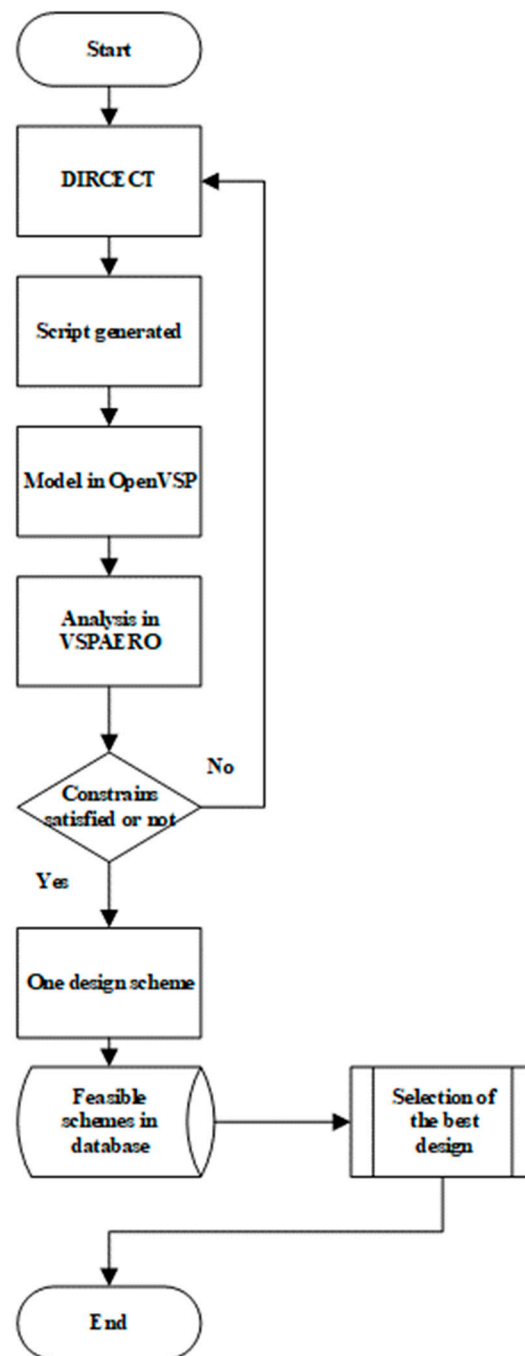 Start
DIRCECT
Script generated
Model in OpenVSP
Analysis in
VSPAERO
No
Constrains
satisfied or not
Yes
One design scheme
Feasible
schemes in
database
Selection of
the best
design
End